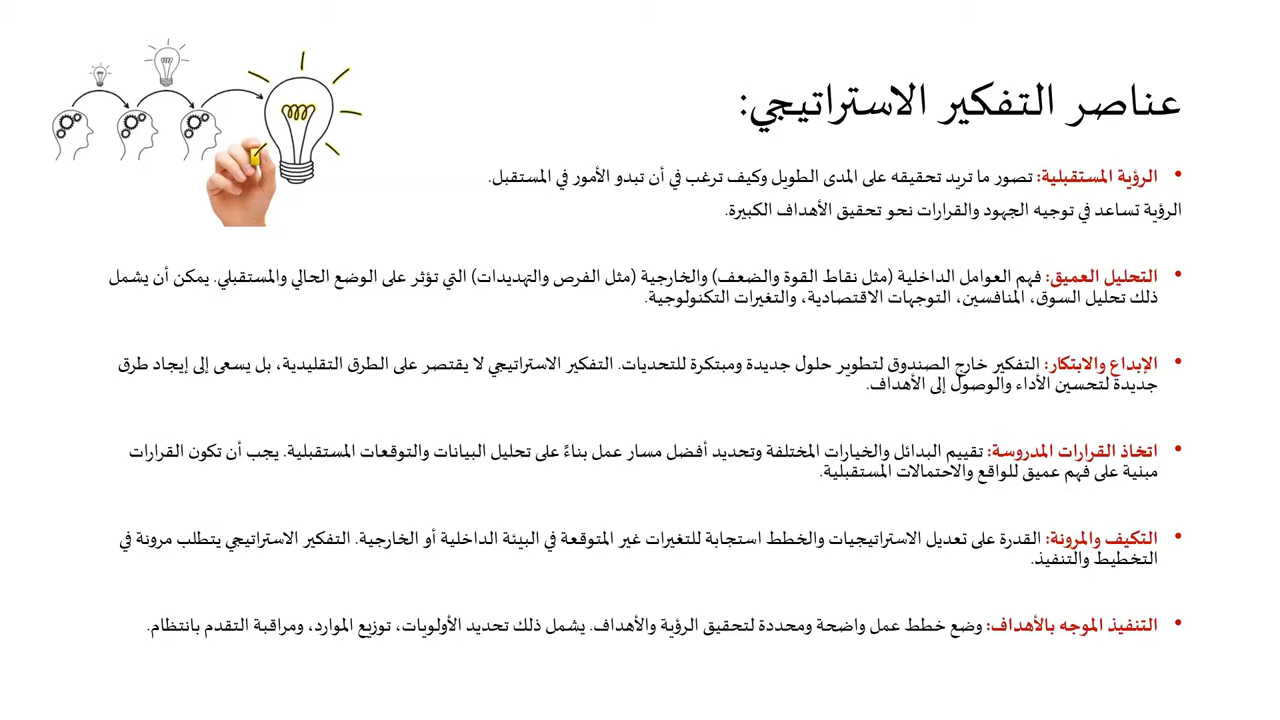 عناصر التفكير الاستراتيجي:
• الرؤية المستقبلية: تصور ما تريد تحقيقه على المدى الطويل وكيف ترغب في أن تبدو الأمور في المستقبل.
الرؤية تساعد في توجيه الجهود والقرارات نحو تحقيق الأهداف الكبيرة.
• التحليل العميق: فهم العوامل الداخلية (مثل نقاط القوة والضعف) والخارجية (مثل الفرص والتهديدات) التي تؤثر على الوضع الحالي والمستقبلي. يمكن أن يشمل
ذلك تحليل السوق، المنافسين، التوجهات الاقتصادية، والتغيرات التكنولوجية.
• الإبداع والابتكار: التفكير خارج الصندوق لتطوير حلول جديدة ومبتكرة للتحديات. التفكير الاستراتيجي لا يقتصر على الطرق التقليدية، بل يسعى إلى إيجاد طرق
جديدة لتحسين الأداء والوصول إلى الأهداف.
• اتخاذ القرارات المدروسة: تقييم البدائل والخيارات المختلفة وتحديد أفضل مسار عمل بناءً على تحليل البيانات والتوقعات المستقبلية. يجب أن تكون القرارات
مبنية على فهم عميق للواقع والاحتمالات المستقبلية.
• التكيف والمرونة: القدرة على تعديل الاستراتيجيات والخطط استجابة للتغيرات غير المتوقعة في البيئة الداخلية أو الخارجية. التفكير الاستراتيجي يتطلب مرونة في
التخطيط والتنفيذ.
• التنفيذ الموجه بالأهداف: وضع خطط عمل واضحة ومحددة لتحقيق الرؤية والأهداف. يشمل ذلك تحديد الأولويات، توزيع الموارد، ومراقبة التقدم بانتظام.